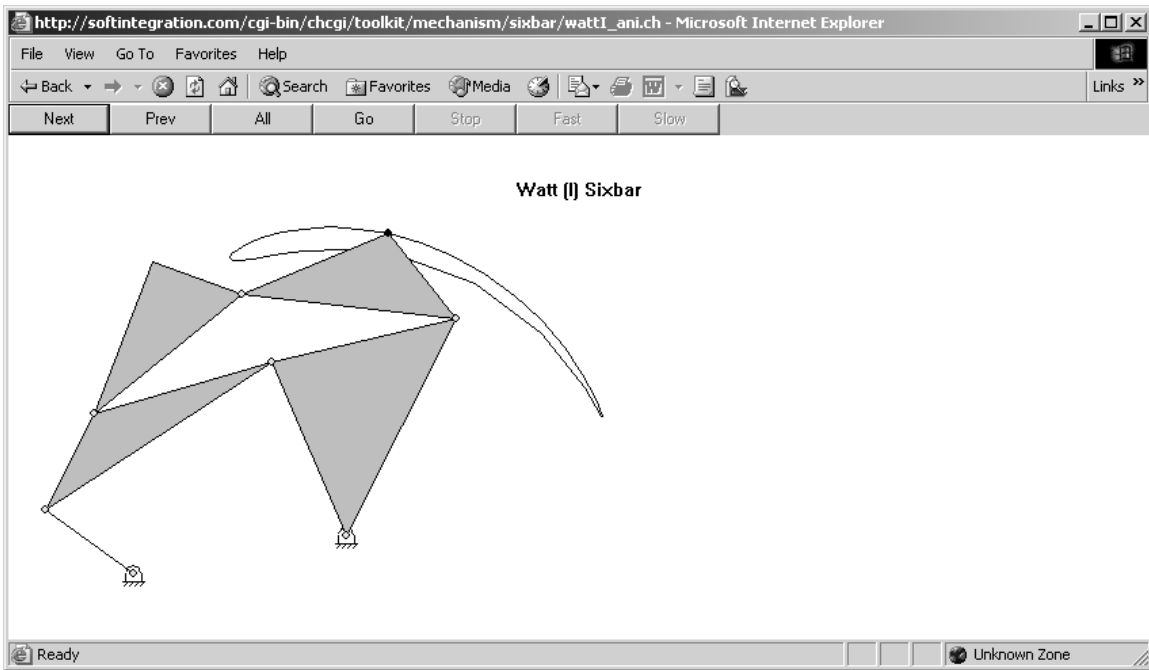 http://softintegration.com/cgi-bin/chcgi/toolkit/mechanism/sixbar/wattI_ani.ch - Microsoft Internet Explorer
File View Go To Favorites Help
Back Search Favorites Media Links »
Next Prev All Go Stop Fast Slow
Watt (I) Sixbar
Ready Unknown Zone